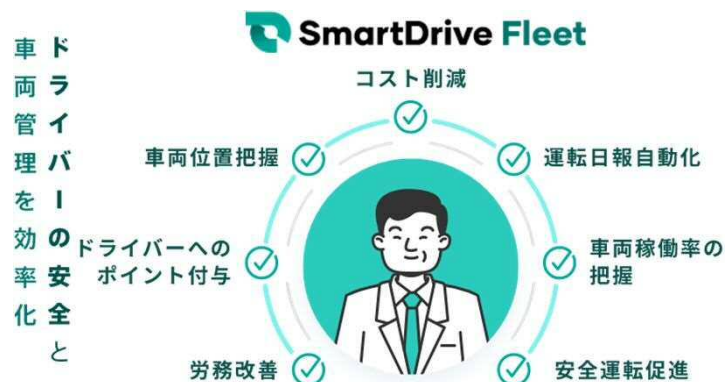 SmartDrive Fleet
ドライバーの安全と
車両管理を効率化
コスト削減
車両位置把握
運転日報自動化
ドライバーへの
ポイント付与
車両稼働率の
把握
労務改善
安全運転促進